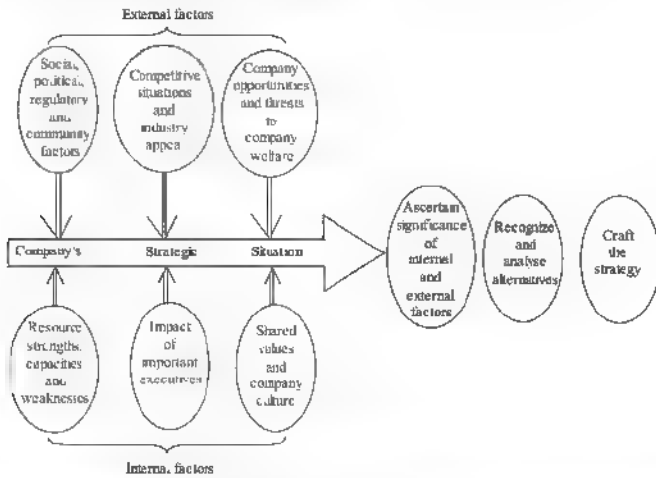 External factors
Social,
political,
regulatory
and
community
factors
Competitive
situations
and
industry
appea
Company
opportunities
and threats
to
company
welfare
Company's Strategic Situation
Ascertain
significance
of
internal
and
external
factors
Recognize
and
analyse
alternatives
Craft
the
strategy
Resource
strengths,
capacities
and
weaknesses
Impact
of
important
executives
Shared
values
and
company
culture
Interna. factors